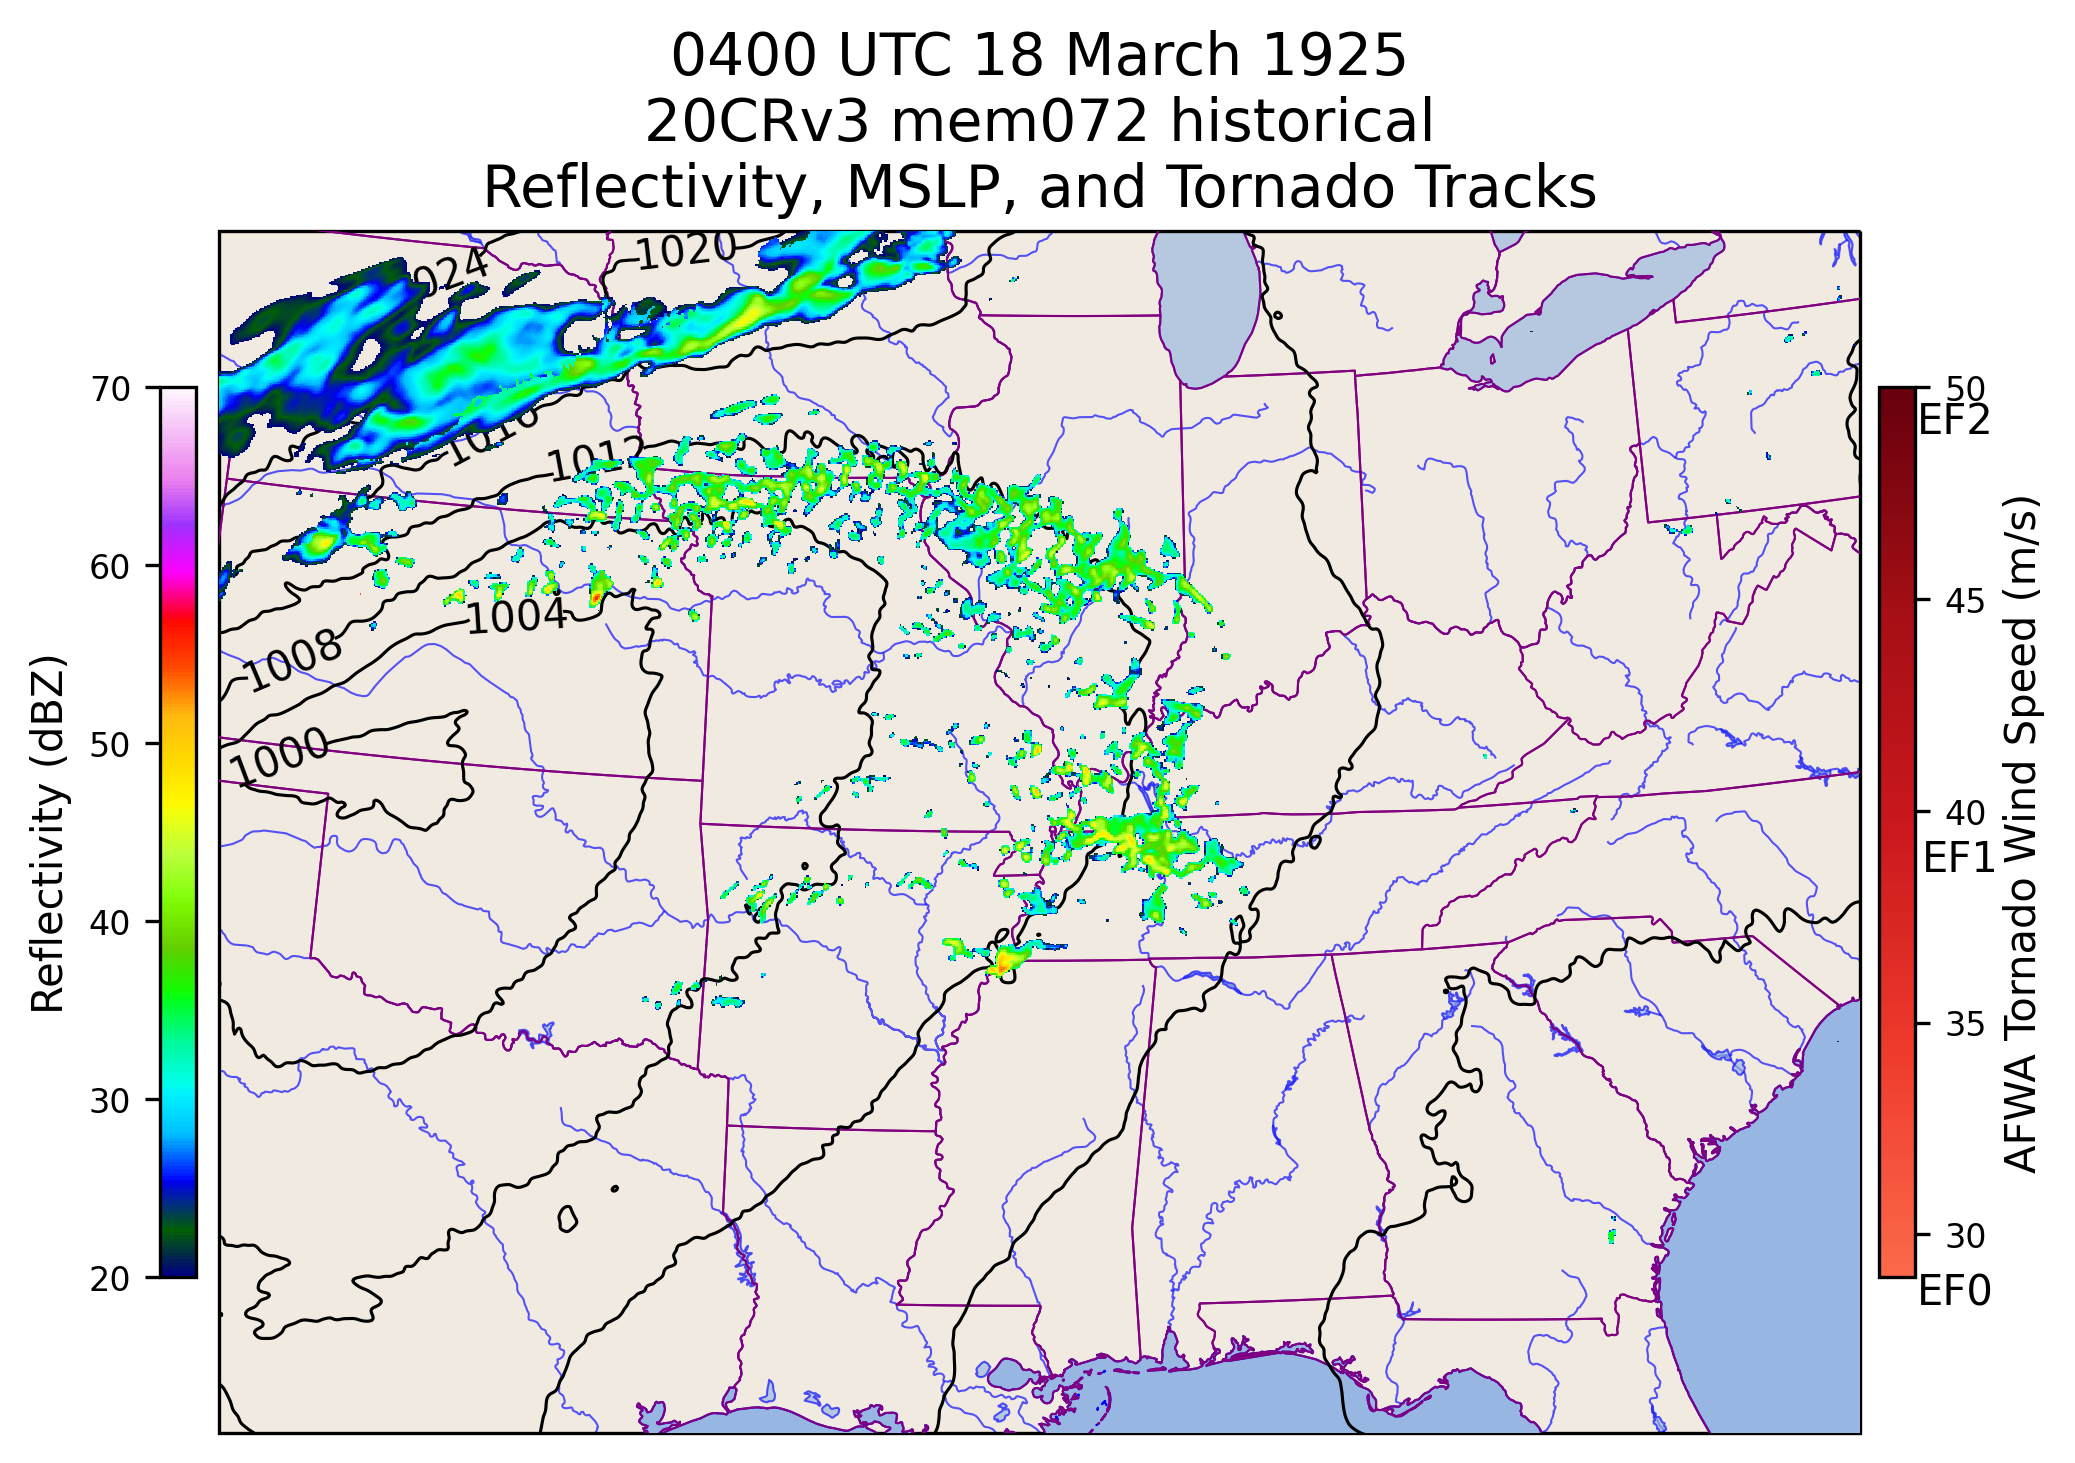 0400 UTC 18 March 1925
20CRv3 mem072 historical
Reflectivity, MSLP, and Tornado Tracks
024
1020
1016
1012
1008
1004
1000
70
60
50
40
30
20
Reflectivity (dBZ)
50
EF2
45
40
EF1
35
30
EF0
AFWA Tornado Wind Speed (m/s)